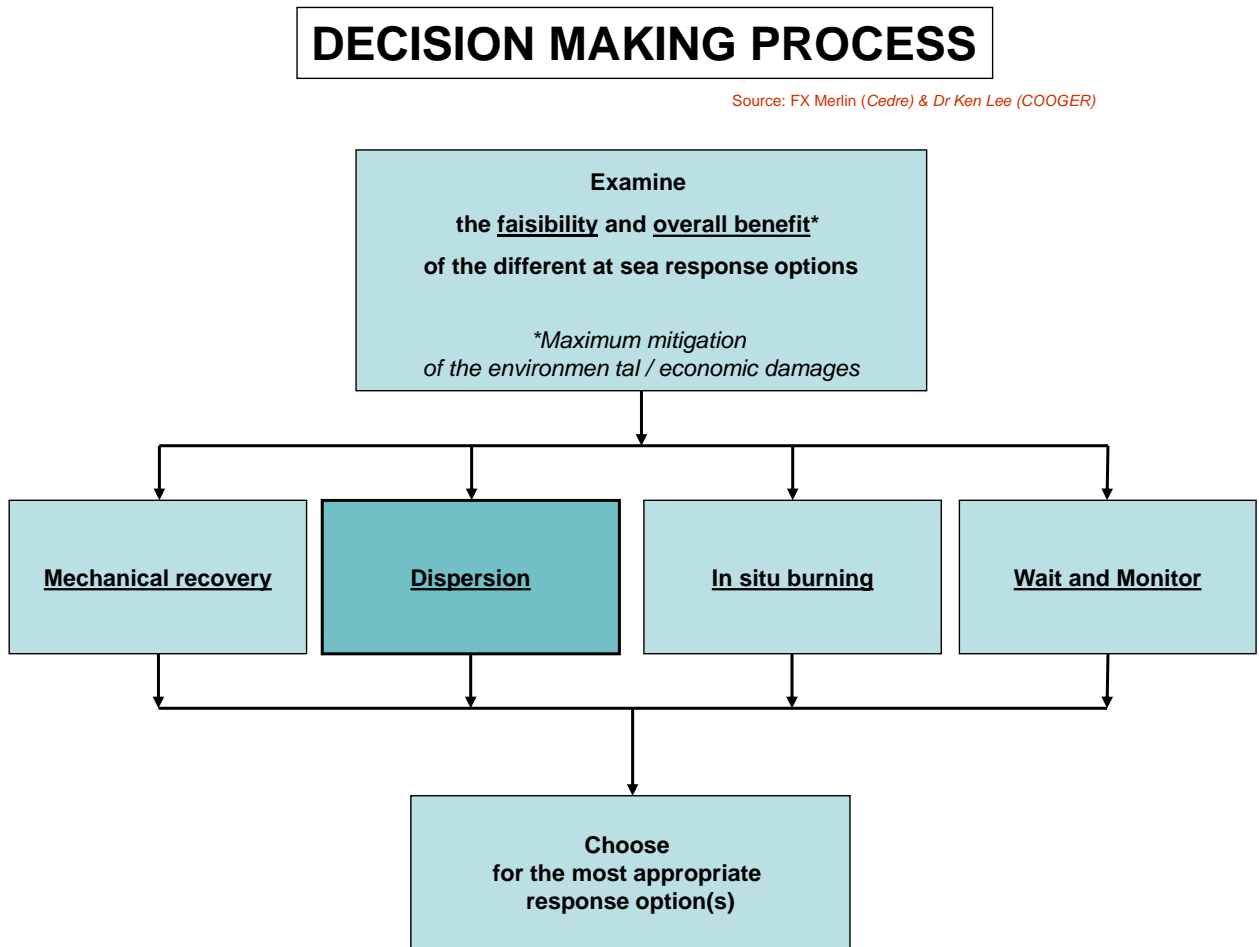 DECISION MAKING PROCESS
Source: FX Merlin (Cedre) & Dr Ken Lee (COOGER)
Examine
the faisibility and overall benefit*
of the different at sea response options
*Maximum mitigation
of the environmen tal / economic damages
Mechanical recovery
Dispersion
In situ burning
Wait and Monitor
Choose
for the most appropriate
response option(s)